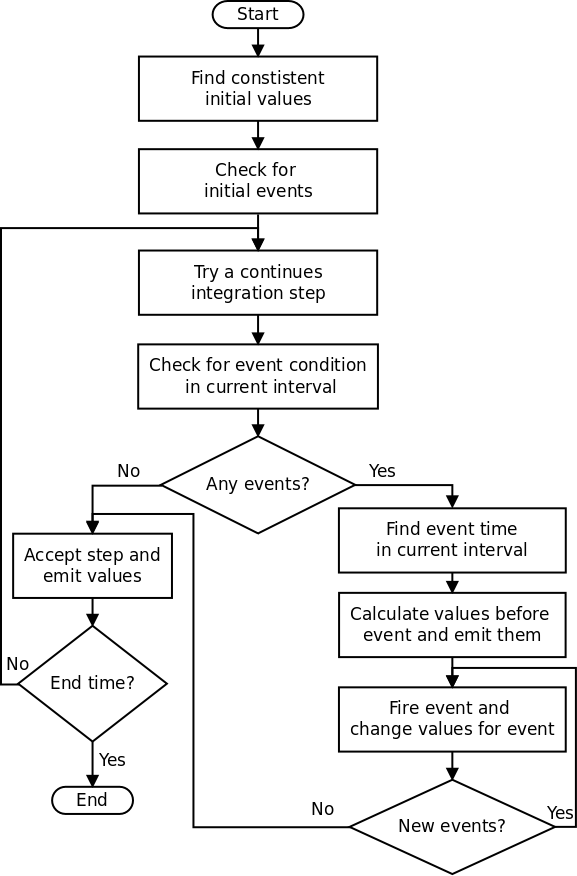 Start
Find constistent
initial values
Check for
initial events
Try a continues
integration step
Check for event condition
in current interval
Any events?
No
Yes
Accept step and
emit values
Find event time
in current interval
Calculate values before
event and emit them
End time?
No
Yes
End
Fire event and
change values for event
New events?
No
Yes